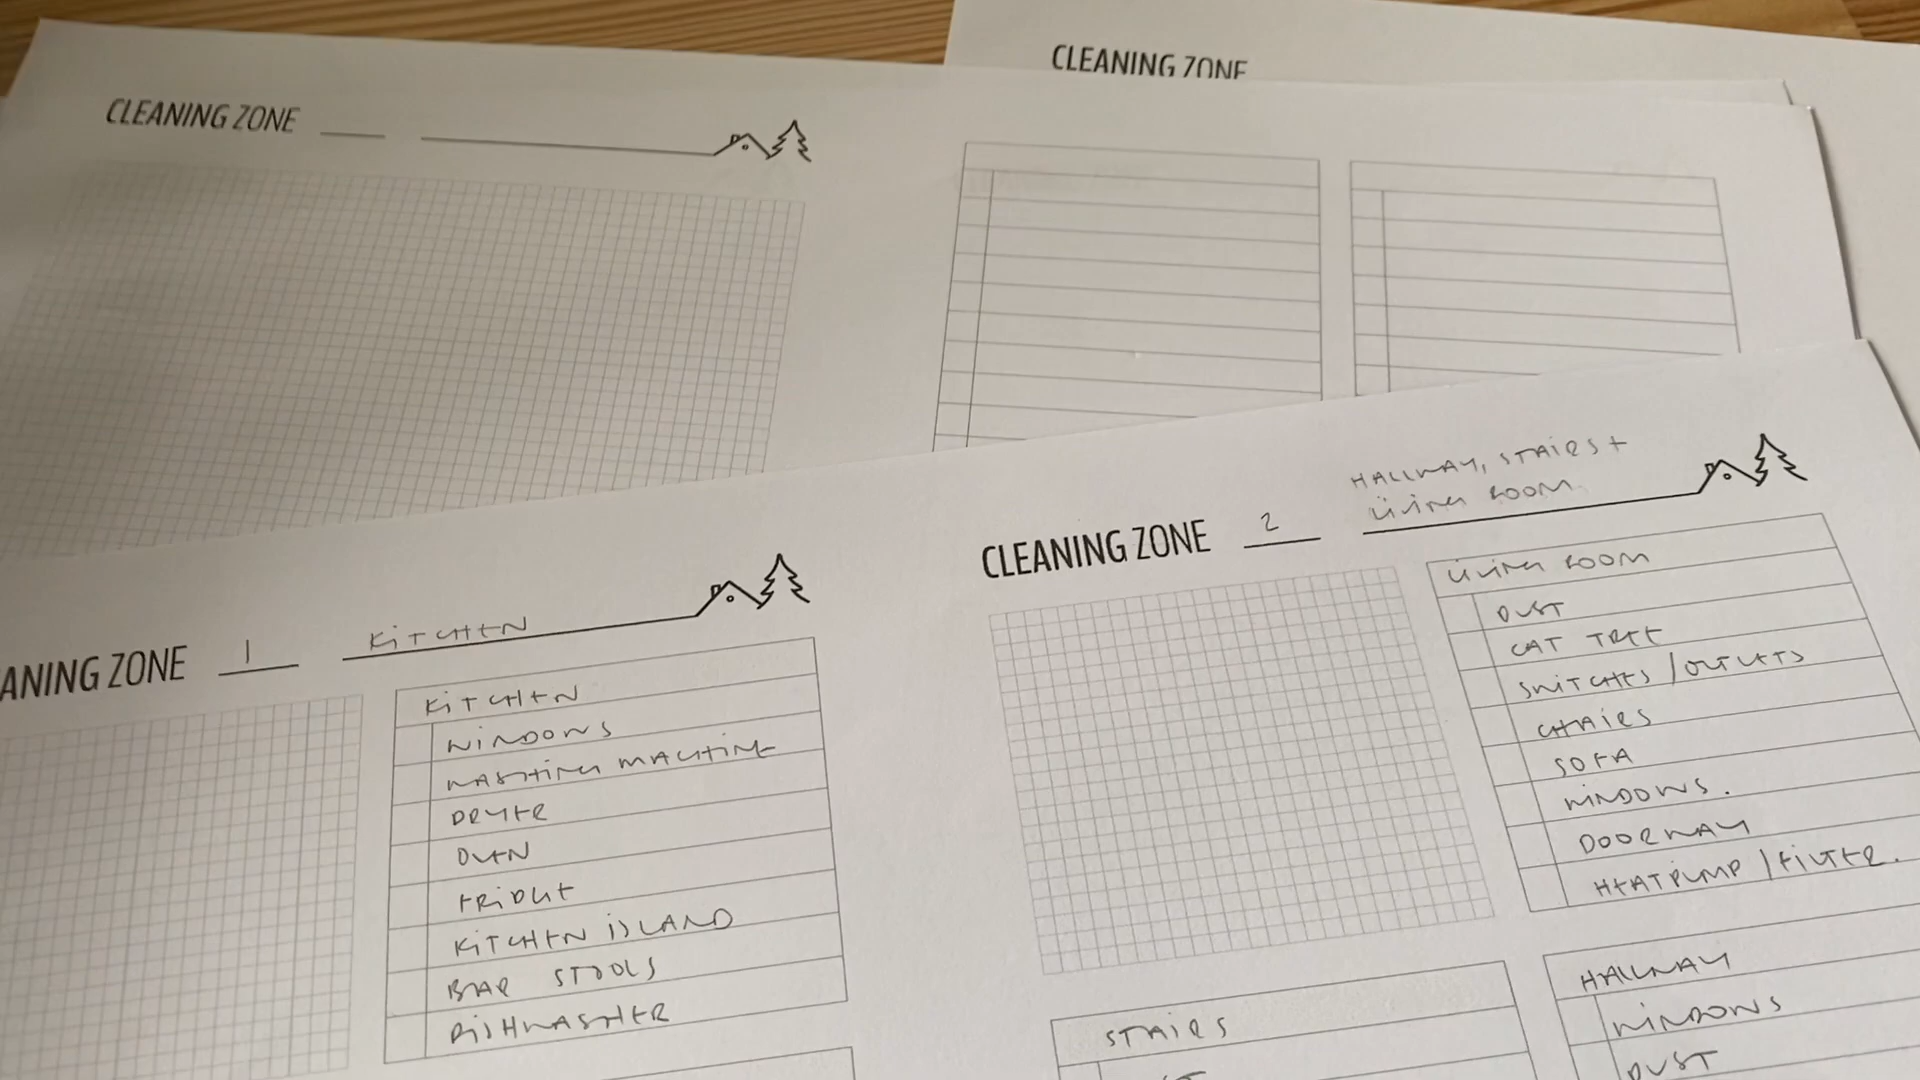 CLEANING ZONE
CLEANING ZONE
CLEANING ZONE 2 HALLWAY, STAIRS +
LIVING ROOM
LIVING ROOM
DUST
CAT TREE
SWITCHES / OUTLETS
CHAIRS
SOFA
WINDOWS.
DOORWAY
HEATPUMP / FILTER.
STAIRS
HALLWAY
WINDOWS
DUST
ANING ZONE 1 KITCHEN
KITCHEN
WINDOWS
WASHING MACHINE
DRYER
OVEN
FRIDGE
KITCHEN ISLAND
BAR STOOLS
DISHWASHER